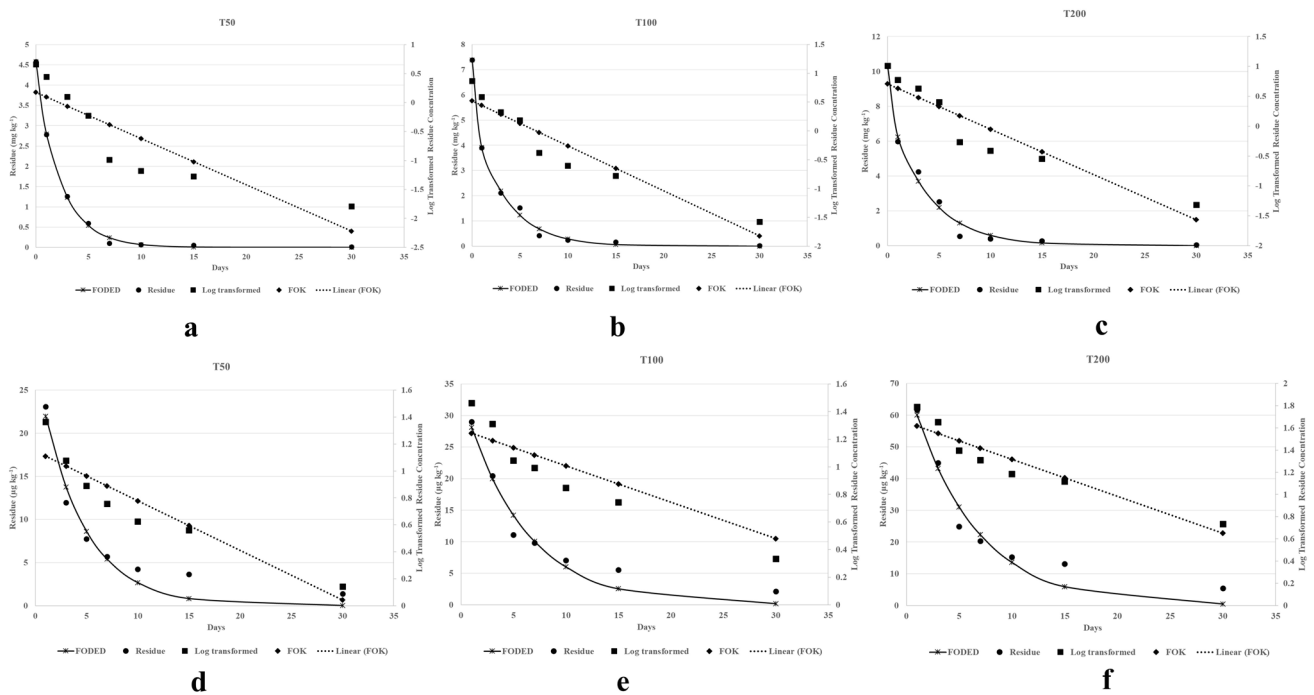 T50
Residue (mg kg-1)
5
4.5
4
3.5
3
2.5
2
1.5
1
0.5
0
1
0.5
0
-0.5
-1
-1.5
-2
-2.5
Log Transformed Residue Concntration
0 5 10 15 20 25 30 35
Days
FODED Residue Log transformed FOK Linear (FOK)
a
T100
Residue (mg kg-1)
8
7
6
5
4
3
2
1
0
1.5
1
0.5
0
-0.5
-1
-1.5
-2
Log Transformed Residue Concntration
0 5 10 15 20 25 30 35
Days
FODED Residue Log transformed FOK Linear (FOK)
b
T200
Residue (mg kg-1)
12
10
8
6
4
2
0
1.5
1
0.5
0
-0.5
-1
-1.5
-2
Log Transformed Residue Concntration
0 5 10 15 20 25 30 35
Days
FODED Residue Log transformed FOK Linear (FOK)
c
T50
Residue (µg kg-1)
25
20
15
10
5
0
1.6
1.4
1.2
1
0.8
0.6
0.4
0.2
0
Log Transformed Residue Concntration
0 5 10 15 20 25 30 35
Days
FODED Residue Log transformed FOK Linear (FOK)
d
T100
Residue (µg kg-1)
35
30
25
20
15
10
5
0
1.6
1.4
1.2
1
0.8
0.6
0.4
0.2
0
Log Transformed Residue Concntration
0 5 10 15 20 25 30 35
Days
FODED Residue Log transformed FOK Linear (FOK)
e
T200
Residue (µg kg-1)
70
60
50
40
30
20
10
0
2
1.8
1.6
1.4
1.2
1
0.8
0.6
0.4
0.2
0
Log Transformed Residue Concntration
0 5 10 15 20 25 30 35
Days
FODED Residue Log transformed FOK Linear (FOK)
f